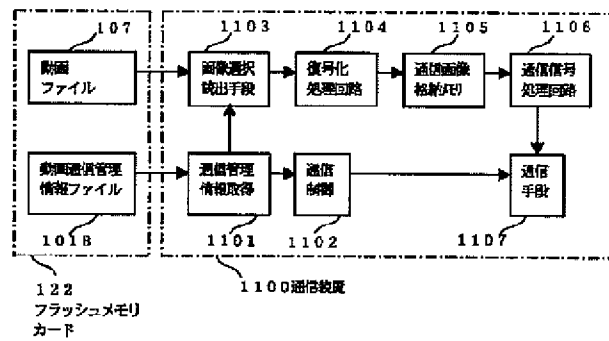 107
1103
1104
1105
1106
動画
ファイル
画像選択
読出手段
復号化
処理回路
通信画像
格納メモリ
通信信号
処理回路
動画通信管理
情報ファイル
通信管理
情報取得
通信
制御
通信
手段
101B
1101
1102
1107
122
フラッシュメモリ
カード
1100通信装置